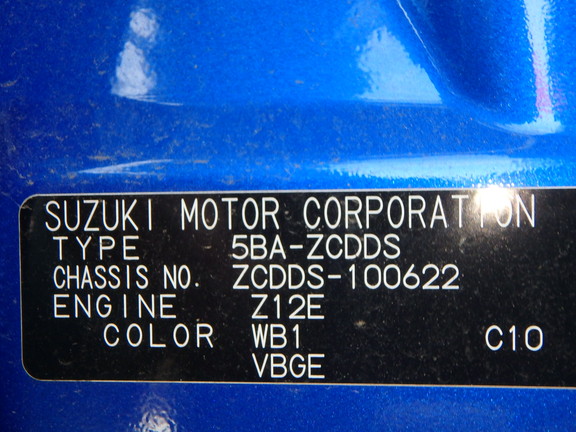 SUZUKI MOTOR CORPORATION
TYPE 5BA-ZCDDS
CHASSIS NO. ZCDDS-100622
ENGINE Z12E
COLOR WB1 C10
VBGE